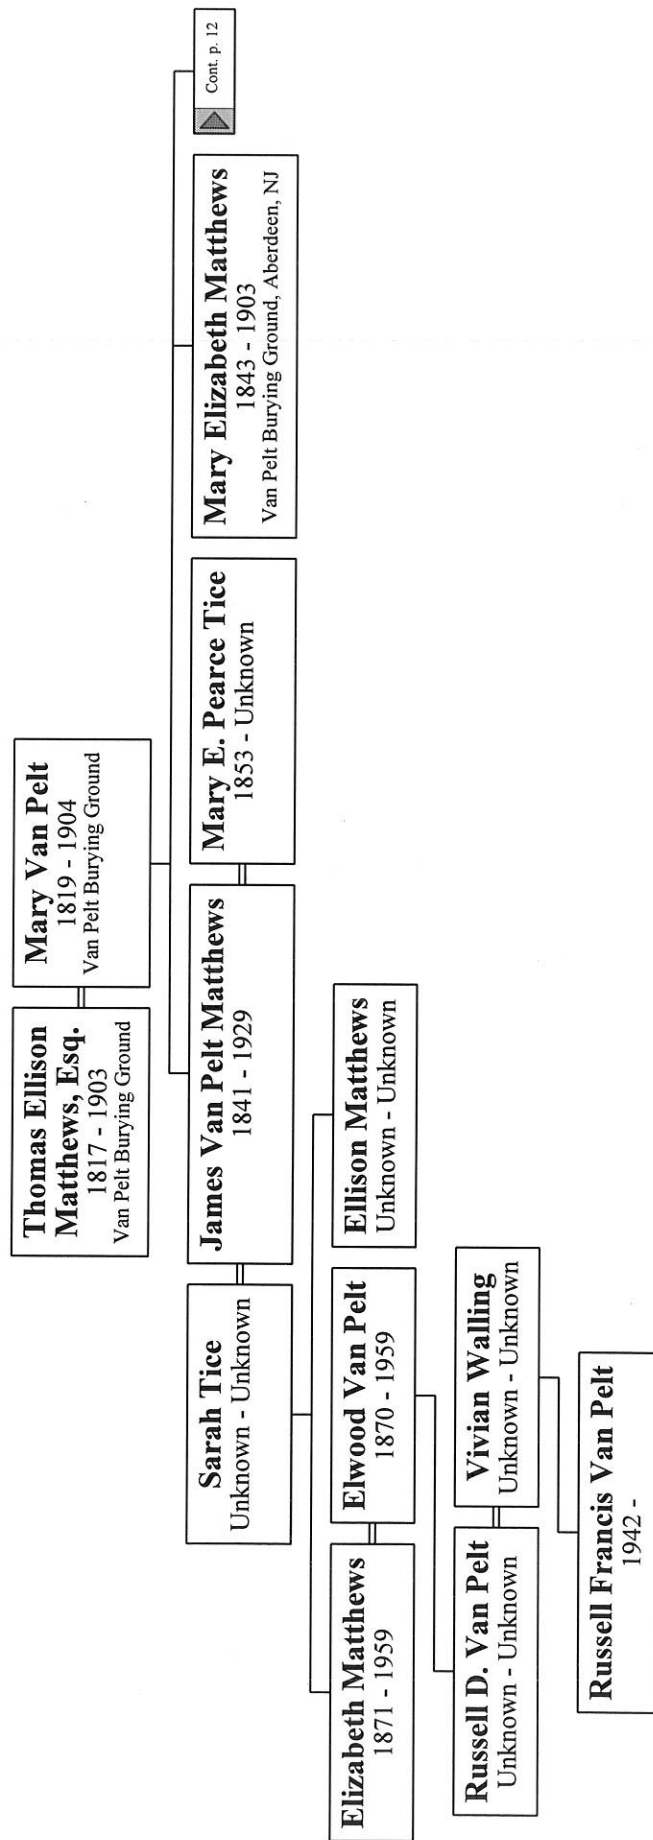 Thomas Ellison
Matthews, Esq.
1817 - 1903
Van Pelt Burying Ground
Mary Van Pelt
1819 - 1904
Van Pelt Burying Ground
Sarah Tice
Unknown - Unknown
James Van Pelt Matthews
1841 - 1929
Mary E. Pearce Tice
1853 - Unknown
Mary Elizabeth Matthews
1843 - 1903
Van Pelt Burying Ground, Aberdeen, NJ
Cont. p. 12
Elizabeth Matthews
1871 - 1959
Elwood Van Pelt
1870 - 1959
Ellison Matthews
Unknown - Unknown
Russell D. Van Pelt
Unknown - Unknown
Vivian Walling
Unknown - Unknown
Russell Francis Van Pelt
1942 -